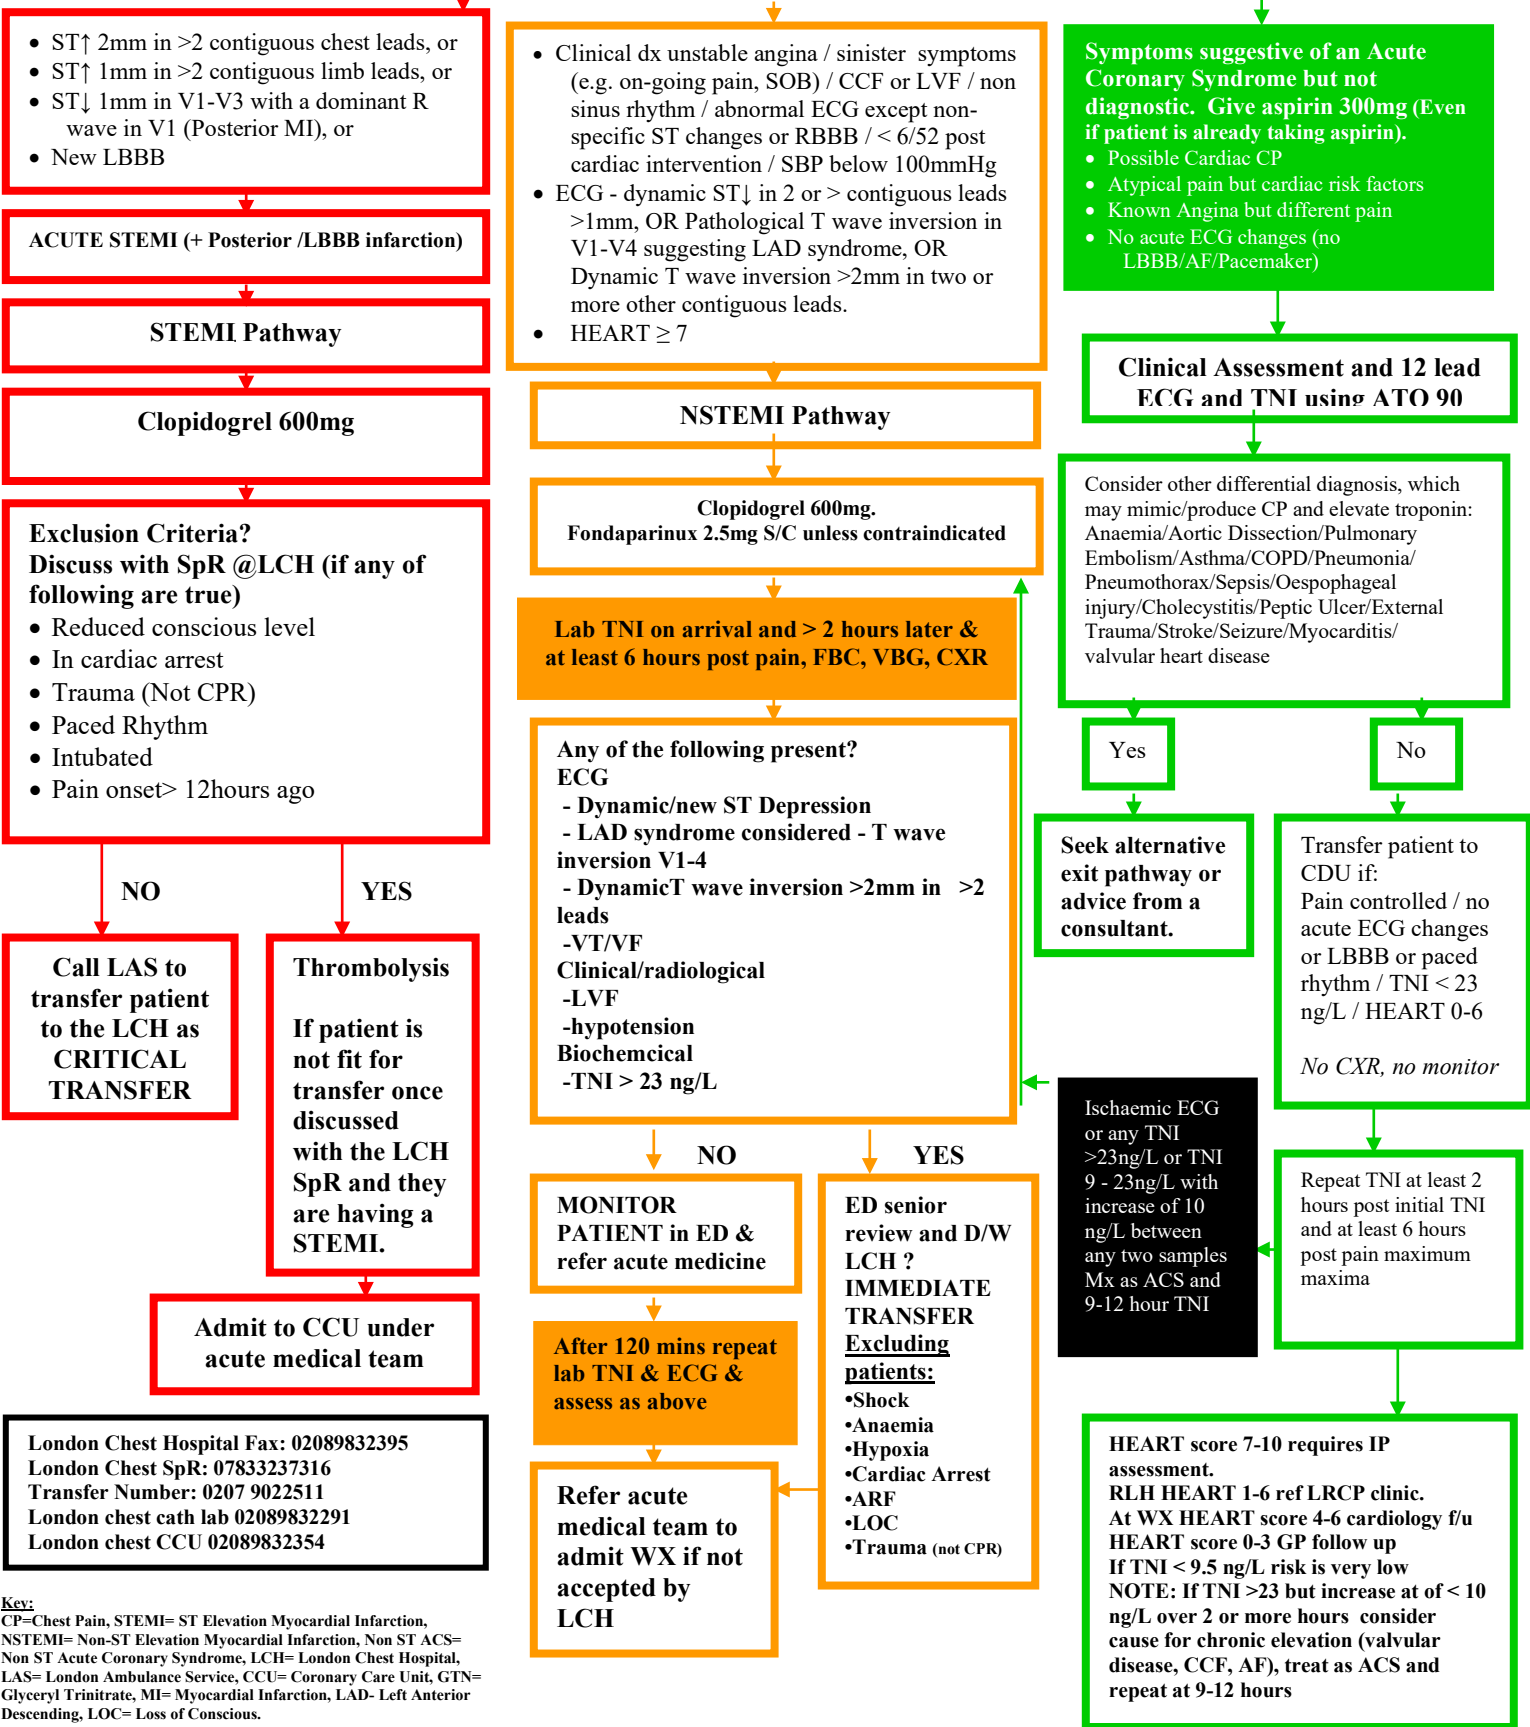 • ST↑ 2mm in >2 contiguous chest leads, or
• ST↑ 1mm in >2 contiguous limb leads, or
• ST↓ 1mm in V1-V3 with a dominant R
wave in V1 (Posterior MI), or
• New LBBB
ACUTE STEMI (+ Posterior /LBBB infarction)
STEMI Pathway
Clopidogrel 600mg
Exclusion Criteria?
Discuss with SpR @LCH (if any of
following are true)
• Reduced conscious level
• In cardiac arrest
• Trauma (Not CPR)
• Paced Rhythm
• Intubated
• Pain onset> 12hours ago
NO
YES
Call LAS to
transfer patient
to the LCH as
CRITICAL
TRANSFER
Thrombolysis
If patient is
not fit for
transfer once
discussed
with the LCH
SpR and they
are having a
STEMI.
Admit to CCU under
acute medical team
London Chest Hospital Fax: 02089832395
London Chest SpR: 07833237316
Transfer Number: 0207 9022511
London chest cath lab 02089832291
London chest CCU 02089832354
Key:
CP=Chest Pain, STEMI= ST Elevation Myocardial Infarction,
NSTEMI= Non-ST Elevation Myocardial Infarction, Non ST ACS=
Non ST Acute Coronary Syndrome, LCH= London Chest Hospital,
LAS= London Ambulance Service, CCU= Coronary Care Unit, GTN=
Glyceryl Trinitrate, MI= Myocardial Infarction, LAD- Left Anterior
Descending, LOC= Loss of Conscious.
• Clinical dx unstable angina / sinister symptoms
(e.g. on-going pain, SOB) / CCF or LVF / non
sinus rhythm / abnormal ECG except non-
specific ST changes or RBBB / < 6/52 post
cardiac intervention / SBP below 100mmHg
• ECG - dynamic ST↓ in 2 or > contiguous leads
>1mm, OR Pathological T wave inversion in
V1-V4 suggesting LAD syndrome, OR
Dynamic T wave inversion >2mm in two or
more other contiguous leads.
• HEART ≥ 7
NSTEMI Pathway
Clopidogrel 600mg.
Fondaparinux 2.5mg S/C unless contraindicated
Lab TNI on arrival and > 2 hours later &
at least 6 hours post pain, FBC, VBG, CXR
Any of the following present?
ECG
- Dynamic/new ST Depression
- LAD syndrome considered - T wave
inversion V1-4
- DynamicT wave inversion >2mm in >2
leads
-VT/VF
Clinical/radiological
-LVF
-hypotension
Biochemcical
-TNI > 23 ng/L
NO
YES
MONITOR
PATIENT in ED &
refer acute medicine
After 120 mins repeat
lab TNI & ECG &
assess as above
Refer acute
medical team to
admit WX if not
accepted by
LCH
ED senior
review and D/W
LCH ?
IMMEDIATE
TRANSFER
Excluding
patients:
•Shock
•Anaemia
•Hypoxia
•Cardiac Arrest
•ARF
•LOC
•Trauma (not CPR)
Symptoms suggestive of an Acute
Coronary Syndrome but not
diagnostic. Give aspirin 300mg (Even
if patient is already taking aspirin).
• Possible Cardiac CP
• Atypical pain but cardiac risk factors
• Known Angina but different pain
• No acute ECG changes (no
LBBB/AF/Pacemaker)
Clinical Assessment and 12 lead
ECG and TNI using ATO 90
Consider other differential diagnosis, which
may mimic/produce CP and elevate troponin:
Anaemia/Aortic Dissection/Pulmonary
Embolism/Asthma/COPD/Pneumonia/
Pneumothorax/Sepsis/Oespophageal
injury/Cholecystitis/Peptic Ulcer/External
Trauma/Stroke/Seizure/Myocarditis/
valvular heart disease
Yes
No
Seek alternative
exit pathway or
advice from a
consultant.
Transfer patient to
CDU if:
Pain controlled / no
acute ECG changes
or LBBB or paced
rhythm / TNI < 23
ng/L / HEART 0-6
No CXR, no monitor
Ischaemic ECG
or any TNI
>23ng/L or TNI
9 - 23ng/L with
increase of 10
ng/L between
any two samples
Mx as ACS and
9-12 hour TNI
Repeat TNI at least 2
hours post initial TNI
and at least 6 hours
post pain maximum
maxima
HEART score 7-10 requires IP
assessment.
RLH HEART 1-6 ref LRCP clinic.
At WX HEART score 4-6 cardiology f/u
HEART score 0-3 GP follow up
If TNI < 9.5 ng/L risk is very low
NOTE: If TNI >23 but increase at of < 10
ng/L over 2 or more hours consider
cause for chronic elevation (valvular
disease, CCF, AF), treat as ACS and
repeat at 9-12 hours